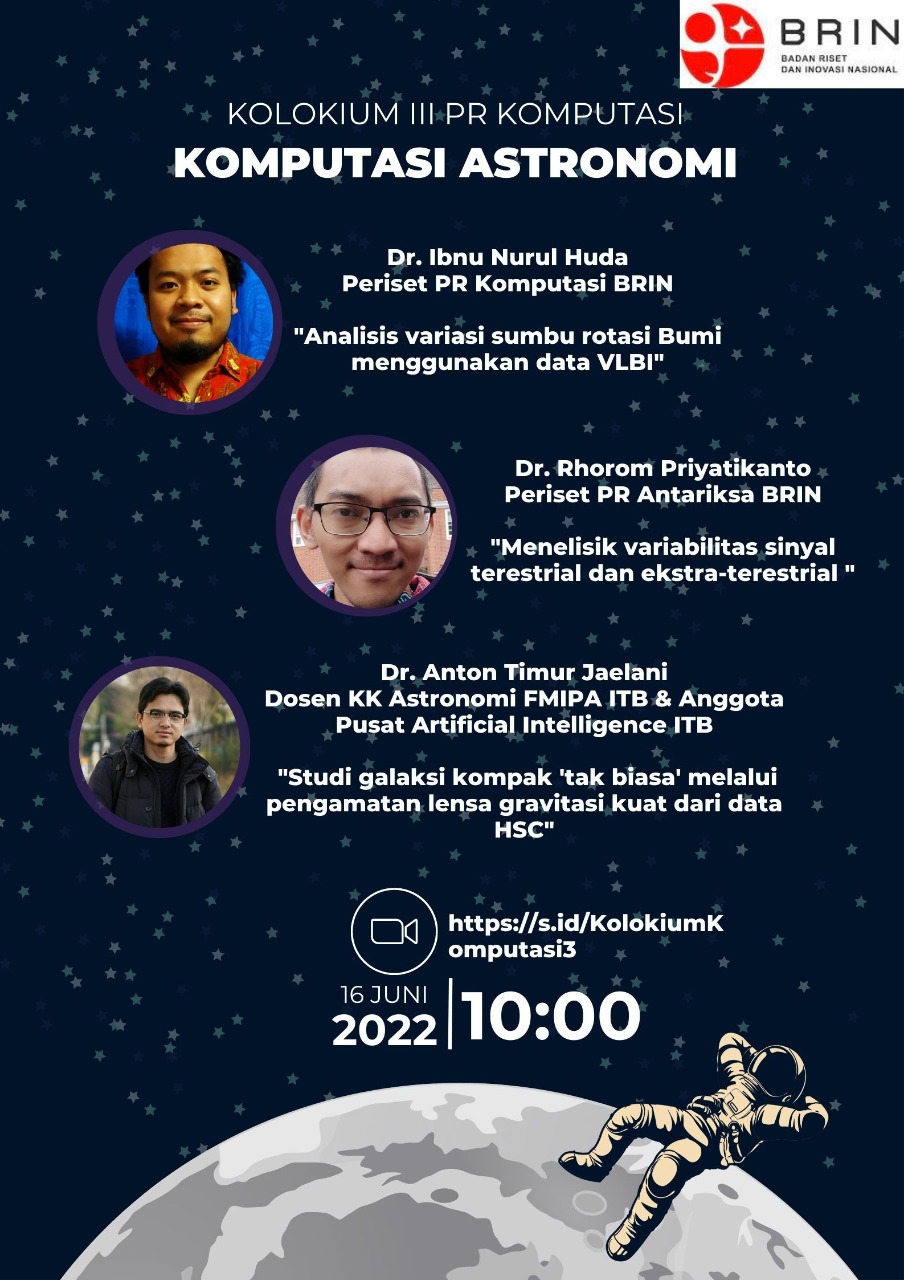 BRIN
BADAN RISET
DAN INOVASI NASIONAL
KOLOKIUM III PR KOMPUTASI
KOMPUTASI ASTRONOMI
Dr. Ibnu Nurul Huda
Periset PR Komputasi BRIN
"Analisis variasi sumbu rotasi Bumi
menggunakan data VLBI"
Dr. Rhorom Priyatikanto
Periset PR Antariksa BRIN
"Menelisik variabilitas sinyal
terestrial dan ekstra-terestrial "
Dr. Anton Timur Jaelani
Dosen KK Astronomi FMIPA ITB & Anggota
Pusat Artificial Intelligence ITB
"Studi galaksi kompak 'tak biasa' melalui
pengamatan lensa gravitasi kuat dari data
HSC"
https://s.id/KolokiumK
omputasi3
16 JUNI
2022
10:00